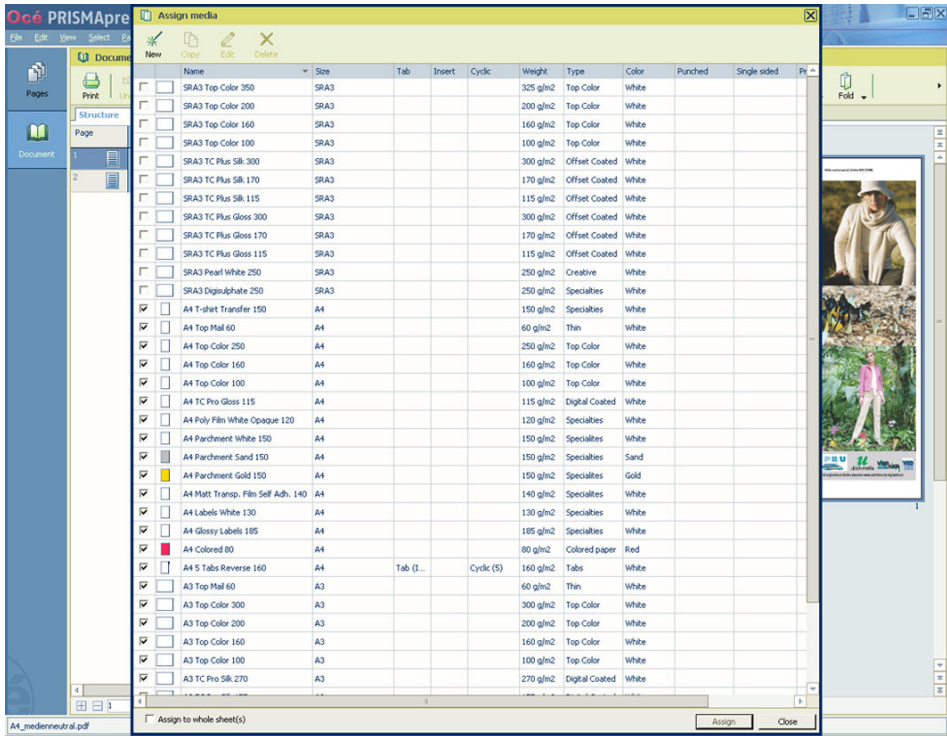 Océ PRISMApre
Assign media
File Edit View Select Pa
New Copy Edit Delete
Pages
Document
Docume
Print Un
Structure
Page
1
2
Fold
Name Size Tab Insert Cyclic Weight Type Color Punched Single sided Pr
SRA3 Top Color 350 SRA3 325 g/m2 Top Color White
SRA3 Top Color 200 SRA3 200 g/m2 Top Color White
SRA3 Top Color 160 SRA3 160 g/m2 Top Color White
SRA3 Top Color 100 SRA3 100 g/m2 Top Color White
SRA3 TC Plus Silk 300 SRA3 300 g/m2 Offset Coated White
SRA3 TC Plus Silk 170 SRA3 170 g/m2 Offset Coated White
SRA3 TC Plus Silk 115 SRA3 115 g/m2 Offset Coated White
SRA3 TC Plus Gloss 300 SRA3 300 g/m2 Offset Coated White
SRA3 TC Plus Gloss 170 SRA3 170 g/m2 Offset Coated White
SRA3 TC Plus Gloss 115 SRA3 115 g/m2 Offset Coated White
SRA3 Pearl White 250 SRA3 250 g/m2 Creative White
SRA3 Digisulphate 250 SRA3 250 g/m2 Specialties White
A4 T-shirt Transfer 150 A4 150 g/m2 Specialties White
A4 Top Mail 60 A4 60 g/m2 Thin White
A4 Top Color 250 A4 250 g/m2 Top Color White
A4 Top Color 160 A4 160 g/m2 Top Color White
A4 Top Color 100 A4 100 g/m2 Top Color White
A4 TC Pro Gloss 115 A4 115 g/m2 Digital Coated White
A4 Poly Film White Opaque 120 A4 120 g/m2 Specialties White
A4 Parchment White 150 A4 150 g/m2 Specialites White
A4 Parchment Sand 150 A4 150 g/m2 Specialites Sand
A4 Parchment Gold 150 A4 150 g/m2 Specialites Gold
A4 Matt Transp. Film Self Adh. 140 A4 140 g/m2 Specialites White
A4 Labels White 130 A4 130 g/m2 Specialties White
A4 Glossy Labels 185 A4 185 g/m2 Specialties White
A4 Colored 80 A4 80 g/m2 Colored paper Red
A4 5 Tabs Reverse 160 A4 Tab (I... Cyclic (5) 160 g/m2 Tabs White
A3 Top Mail 60 A3 60 g/m2 Thin White
A3 Top Color 300 A3 300 g/m2 Top Color White
A3 Top Color 200 A3 200 g/m2 Top Color White
A3 Top Color 160 A3 160 g/m2 Top Color White
A3 Top Color 100 A3 100 g/m2 Top Color White
A3 TC Pro Silk 270 A3 270 g/m2 Digital Coated White
PBU
1
1
Assign to whole sheet(s) Assign Close
A4_medienneutral.pdf